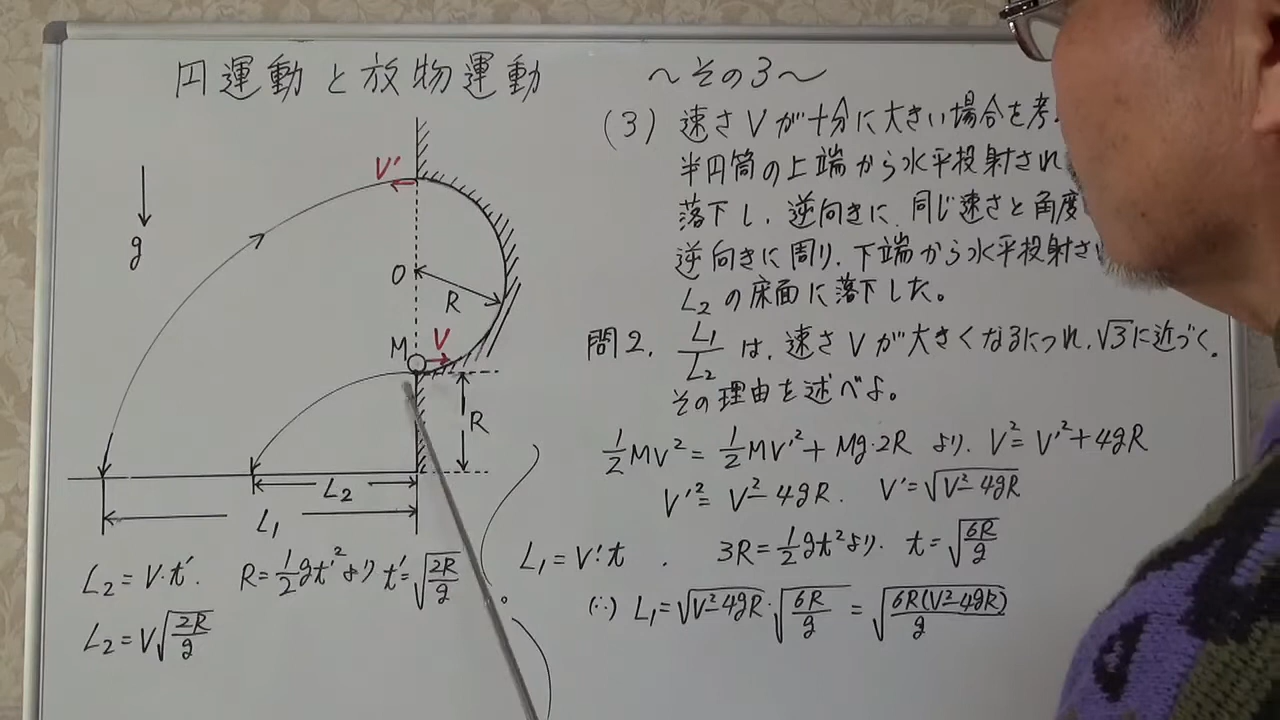 円運動と放物運動 〜その3〜
(3) 速さVが十分に大きい場合を考
半円筒の上端から水平投射され
落下し、逆向きに、同じ速さと角度
逆向きに周り、下端から水平投射さ
L₂の床面に落下した。
問2. L₁/L₂ は、速さVが大きくなるにつれ、√3に近づく。
その理由を述べよ。
1/2MV²=1/2MV'²+Mg・2R より、V²=V'²+4gR
V'²=V²-4gR. V'=√(V²-4gR)
L₁=V'・t . 3R=1/2gt²より、t=√(6R/g)
(∴) L₁=√(V²-4gR)・√(6R/g)=√(6R(V²-4gR)/g)
V'
g
O
R
M
V
R
L₂
L₁
L₂=V・t'. R=1/2gt'²より t'=√(2R/g)
L₂=V√(2R/g)